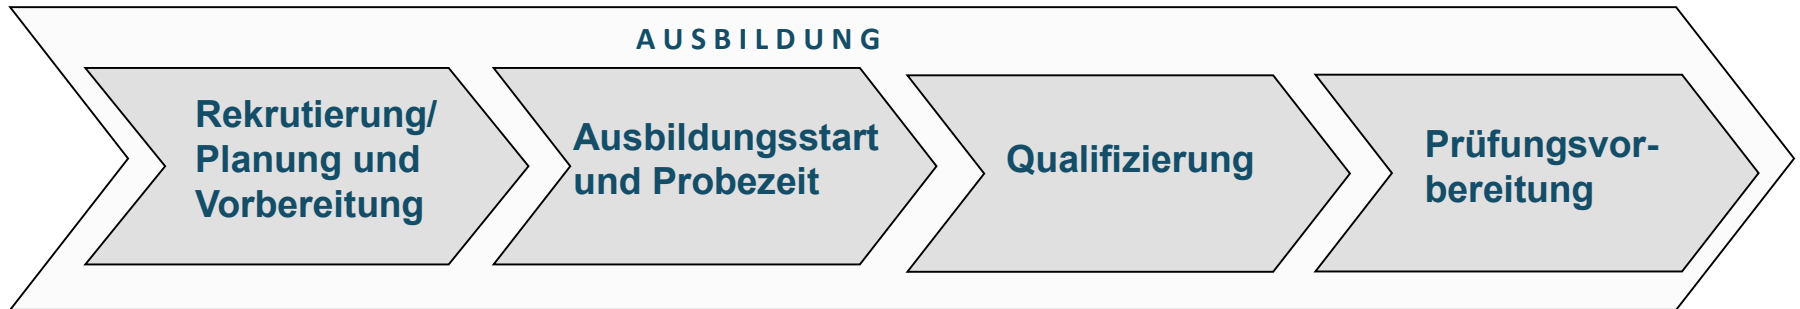 AUSBILDUNG
Rekrutierung/
Planung und
Vorbereitung
Ausbildungsstart
und Probezeit
Qualifizierung
Prüfungsvor-
bereitung